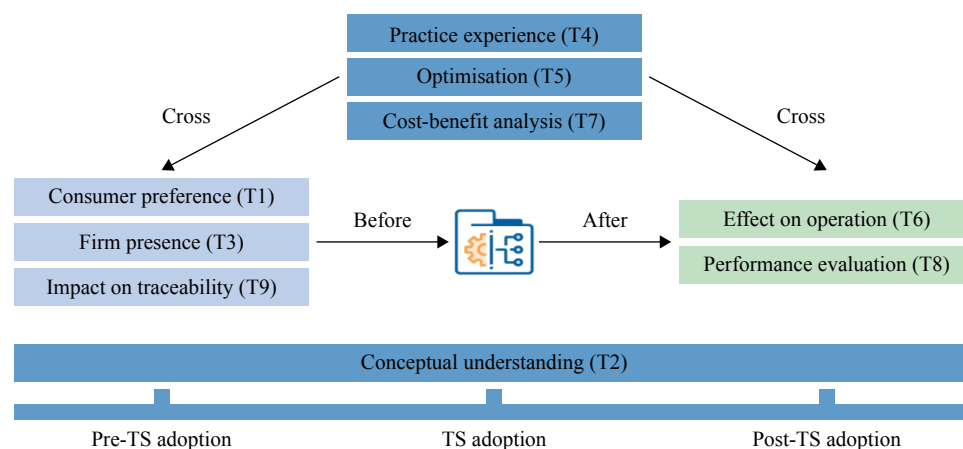 Practice experience (T4)
Optimisation (T5)
Cost-benefit analysis (T7)
Cross
Cross
Consumer preference (T1)
Firm presence (T3)
Impact on traceability (T9)
Before
After
Effect on operation (T6)
Performance evaluation (T8)
Conceptual understanding (T2)
Pre-TS adoption
TS adoption
Post-TS adoption